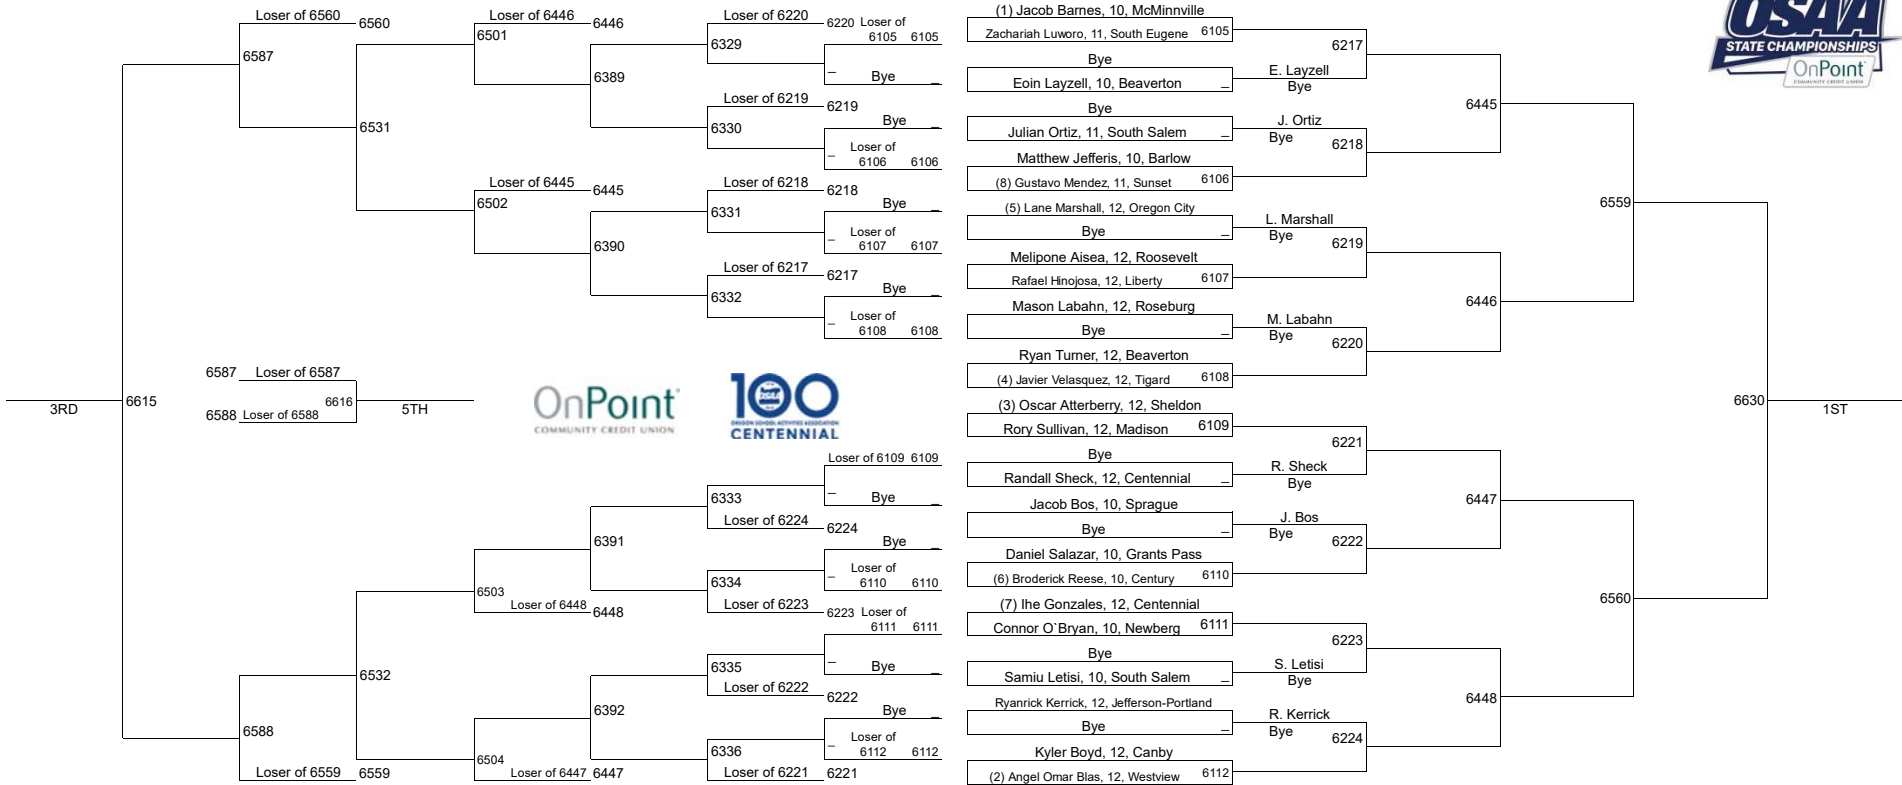 Loser of 6560 6560
6587
Loser of 6446 6446
6501
Loser of 6220 6220
6329
Loser of
6105 6105
_ Bye _
6389
Loser of 6219 6219
6330
Bye _
_ Loser of
6106 6106
6531
Loser of 6445 6445
6502
Loser of 6218 6218
6331
Bye _
_ Loser of
6107 6107
6390
Loser of 6217 6217
6332
Bye _
_ Loser of
6108 6108
6587 Loser of 6587
6616
6588 Loser of 6588
5TH
3RD
6615
OnPoint
COMMUNITY CREDIT UNION
100
OSAA
OREGON SCHOOL ACTIVITIES ASSOCIATION
CENTENNIAL
Loser of 6109 6109
_ Bye _
6333
Loser of 6224 6224
6391
Bye _
_ Loser of
6110 6110
6334
Loser of 6223 6223
6503
Loser of 6448 6448
Loser of
6111 6111
_ Bye _
6335
Loser of 6222 6222
6532
6392
Bye _
_ Loser of
6112 6112
6336
Loser of 6221 6221
6588
6504
Loser of 6447 6447
Loser of 6559 6559
(1) Jacob Barnes, 10, McMinnville
Zachariah Luworo, 11, South Eugene 6105
Bye
Eoin Layzell, 10, Beaverton _
Bye
Julian Ortiz, 11, South Salem _
Matthew Jefferis, 10, Barlow
(8) Gustavo Mendez, 11, Sunset 6106
(5) Lane Marshall, 12, Oregon City
Bye _
Melipone Aisea, 12, Roosevelt
Rafael Hinojosa, 12, Liberty 6107
Mason Labahn, 12, Roseburg
Bye _
Ryan Turner, 12, Beaverton
(4) Javier Velasquez, 12, Tigard 6108
(3) Oscar Atterberry, 12, Sheldon
Rory Sullivan, 12, Madison 6109
Bye
Randall Sheck, 12, Centennial _
Jacob Bos, 10, Sprague
Bye _
Daniel Salazar, 10, Grants Pass
(6) Broderick Reese, 10, Century 6110
(7) Ihe Gonzales, 12, Centennial
Connor O`Bryan, 10, Newberg 6111
Bye
Samiu Letisi, 10, South Salem _
Ryanrick Kerrick, 12, Jefferson-Portland
Bye _
Kyler Boyd, 12, Canby
(2) Angel Omar Blas, 12, Westview 6112
6217
E. Layzell
Bye
J. Ortiz
Bye
6218
L. Marshall
Bye
6219
M. Labahn
Bye
6220
6221
R. Sheck
Bye
J. Bos
Bye
6222
6223
S. Letisi
Bye
R. Kerrick
Bye
6224
6445
6446
6447
6448
6559
6560
6630
1ST
OSAA
STATE CHAMPIONSHIPS
OnPoint
COMMUNITY CREDIT UNION